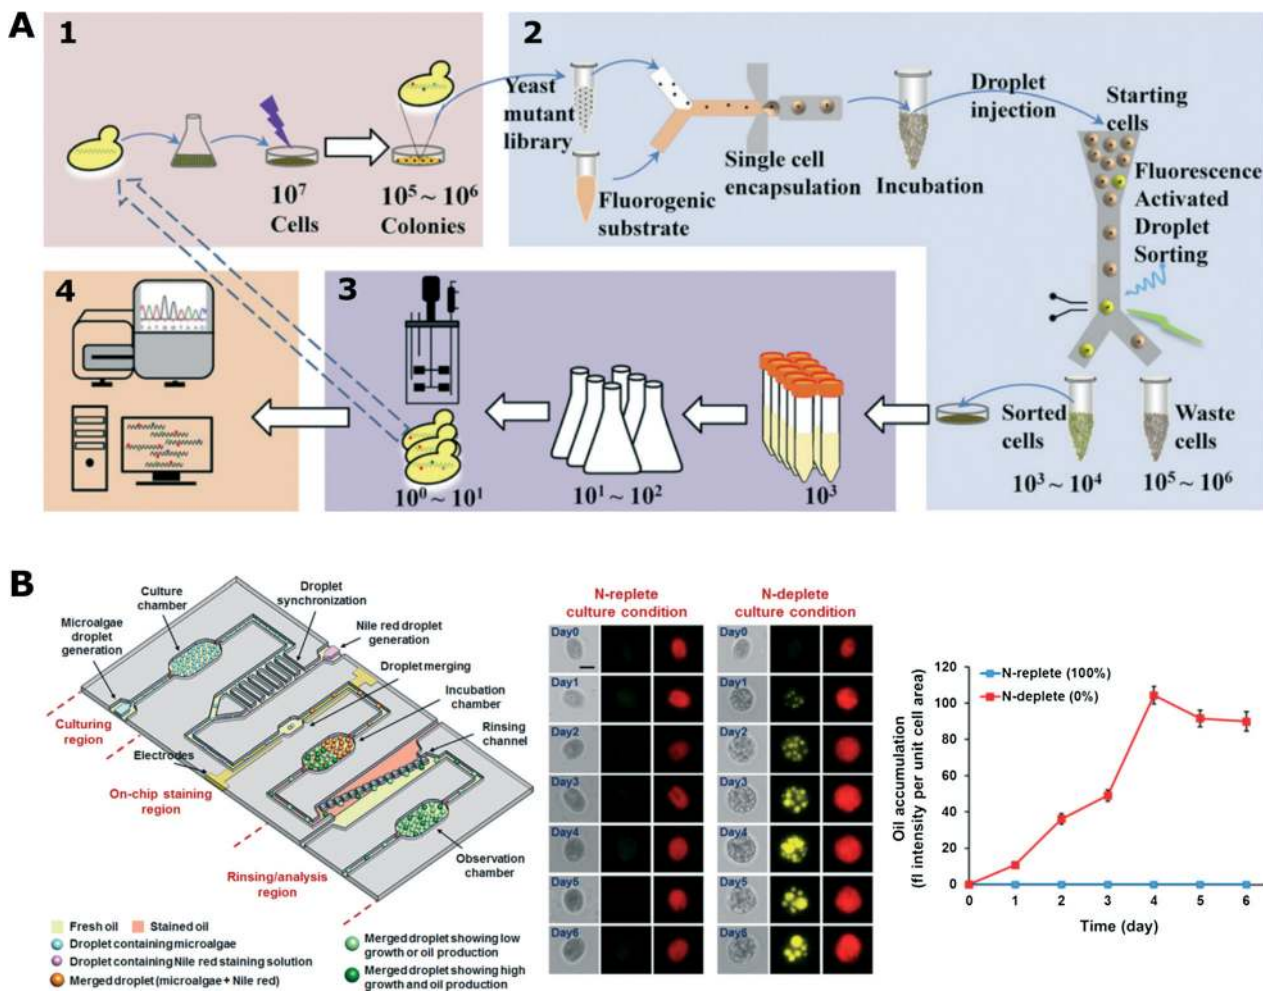 A
1
10⁷
Cells
10⁵ ~ 10⁶
Colonies
2
Yeast
mutant
library
Fluorogenic
substrate
Single cell
encapsulation
Incubation
Droplet
injection
Starting
cells
Fluorescence
Activated
Droplet
Sorting
Sorted
cells
10³ ~ 10⁴
Waste
cells
10⁵ ~ 10⁶
3
10³
10¹ ~ 10²
10⁰ ~ 10¹
4
B
Microalgae
droplet
generation
Culture
chamber
Droplet
synchronization
Nile red droplet
generation
Droplet merging
Incubation
chamber
Rinsing
channel
Culturing
region
Electrodes
On-chip staining
region
Rinsing/analysis
region
Observation
chamber
Fresh oil
Stained oil
Droplet containing microalgae
Droplet containing Nile red staining solution
Merged droplet (microalgae + Nile red)
Merged droplet showing low
growth or oil production
Merged droplet showing high
growth and oil production
N-replete
culture condition
Day0
Day1
Day2
Day3
Day4
Day5
Day6
N-deplete
culture condition
Day0
Day1
Day2
Day3
Day4
Day5
Day6
Oil accumulation
(fl intensity per unit cell area)
120
100
80
60
40
20
0
N-replete (100%)
N-deplete (0%)
0 1 2 3 4 5 6
Time (day)